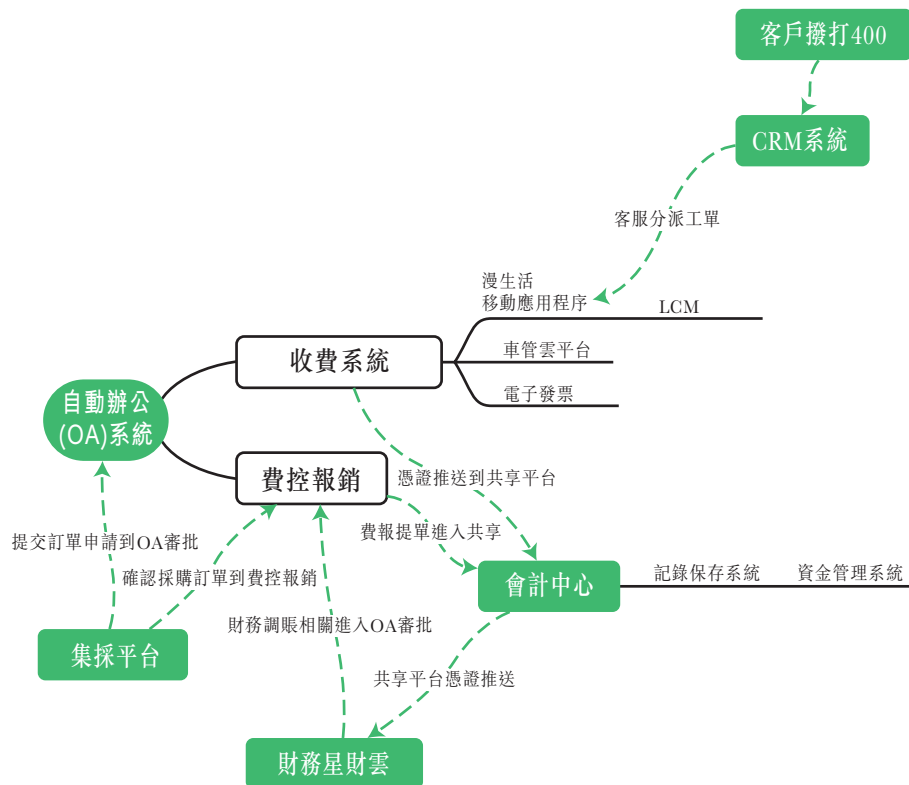 客戶撥打400
CRM系統
客服分派工單
漫生活
移動應用程序
LCM
收費系統
車管雲平台
電子發票
自動辦公
(OA)系統
費控報銷
憑證推送到共享平台
費報提單進入共享
提交訂單申請到OA審批
確認採購訂單到費控報銷
會計中心
記錄保存系統
資金管理系統
財務調賬相關進入OA審批
集採平台
共享平台憑證推送
財務星財雲